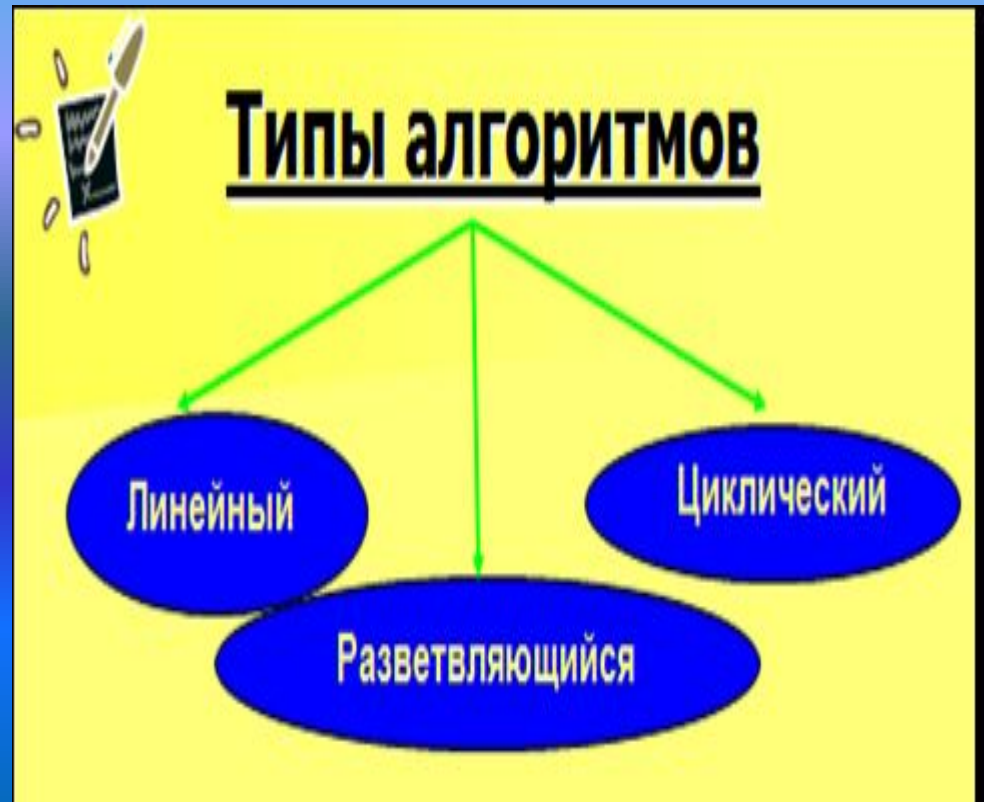 Типы алгоритмов
Линейный
Циклический
Разветвляющийся